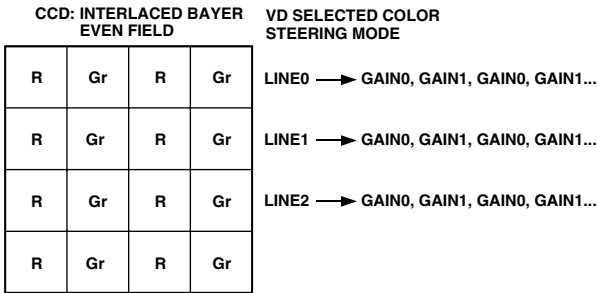 CCD: INTERLACED BAYER
EVEN FIELD
VD SELECTED COLOR
STEERING MODE
R Gr R Gr
LINE0 GAIN0, GAIN1, GAIN0, GAIN1...
R Gr R Gr
LINE1 GAIN0, GAIN1, GAIN0, GAIN1...
R Gr R Gr
LINE2 GAIN0, GAIN1, GAIN0, GAIN1...
R Gr R Gr